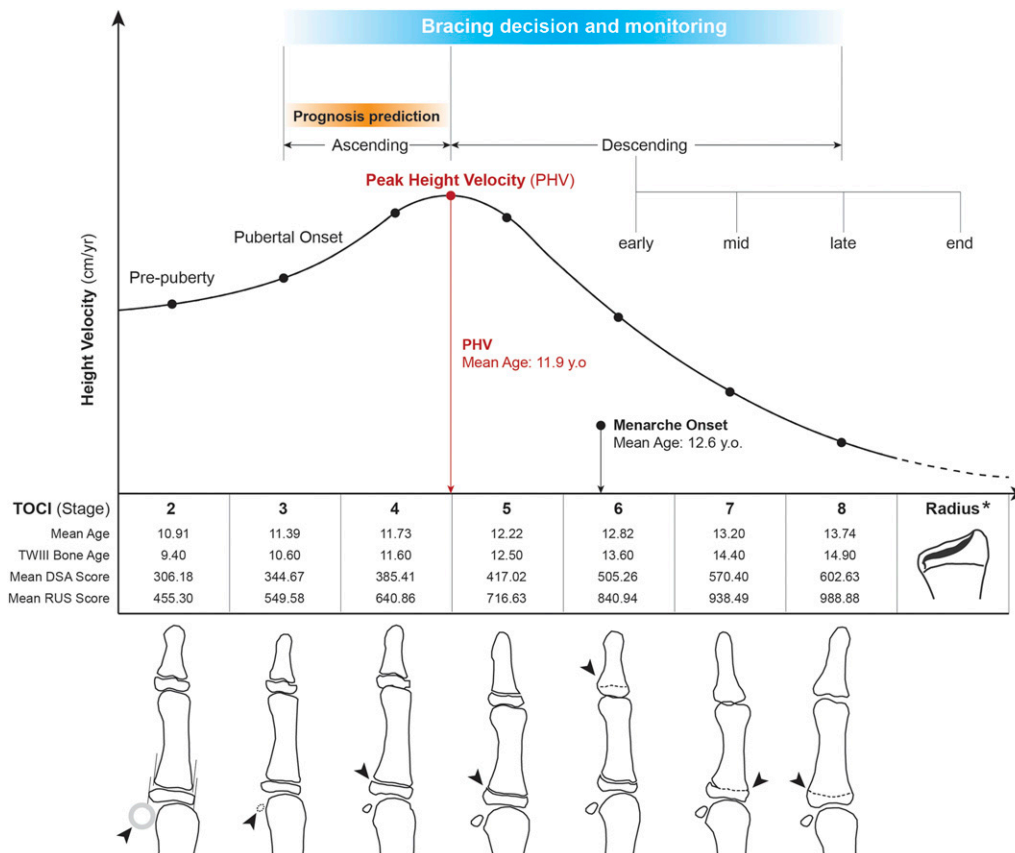 Bracing decision and monitoring
Prognosis prediction
Ascending
Descending
Peak Height Velocity (PHV)
early
mid
late
end
Pubertal Onset
Pre-puberty
Height Velocity (cm/yr)
PHV
Mean Age: 11.9 y.o
Menarche Onset
Mean Age: 12.6 y.o.
TOCI (Stage) 2 3 4 5 6 7 8 Radius*
Mean Age 10.91 11.39 11.73 12.22 12.82 13.20 13.74
TWIII Bone Age 9.40 10.60 11.60 12.50 13.60 14.40 14.90
Mean DSA Score 306.18 344.67 385.41 417.02 505.26 570.40 602.63
Mean RUS Score 455.30 549.58 640.86 716.63 840.94 938.49 988.88